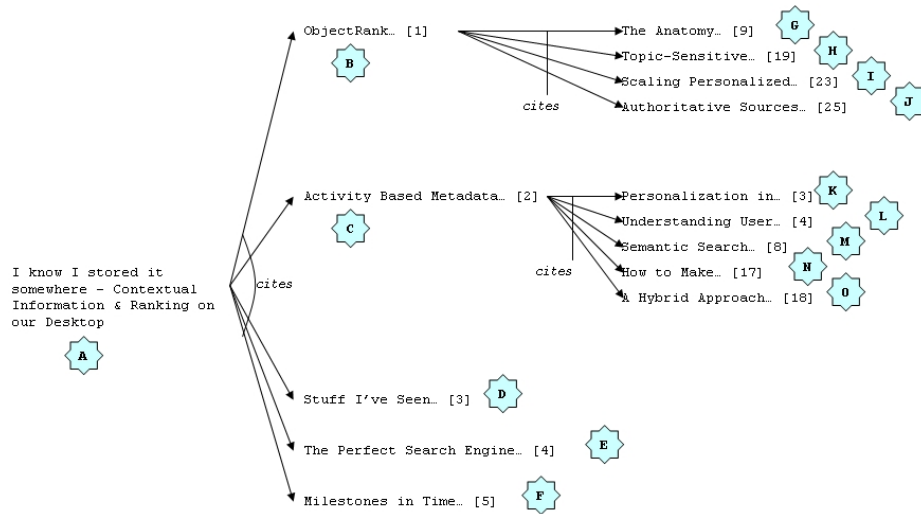 ObjectRank… [1]
B
The Anatomy… [9]
G
Topic-Sensitive… [19]
H
Scaling Personalized… [23]
I
Authoritative Sources… [25]
J
cites
Activity Based Metadata… [2]
C
Personalization in… [3]
K
Understanding User… [4]
L
Semantic Search… [8]
M
How to Make… [17]
N
A Hybrid Approach… [18]
O
cites
I know I stored it
somewhere – Contextual
Information & Ranking on
our Desktop
A
cites
Stuff I've Seen… [3]
D
The Perfect Search Engine… [4]
E
Milestones in Time… [5]
F